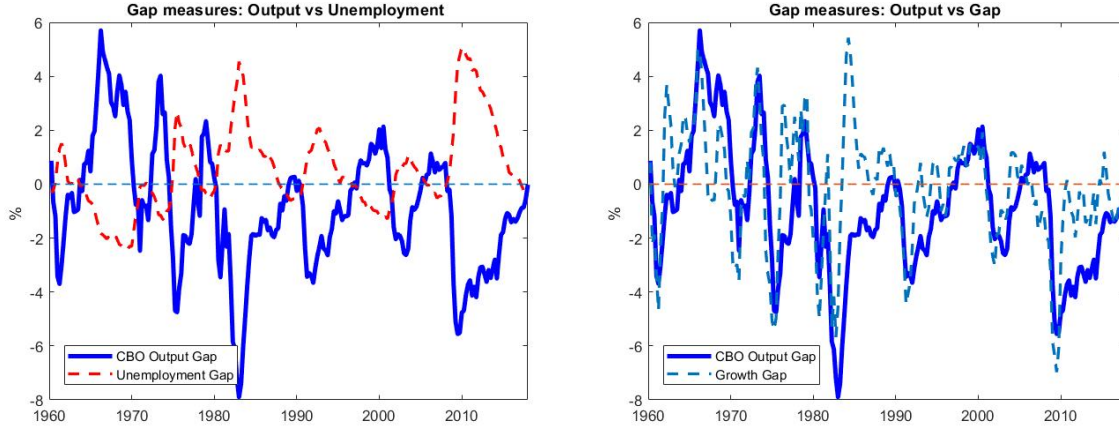 Gap measures: Output vs Unemployment
6
4
2
0
-2
-4
-6
-8
%
CBO Output Gap
Unemployment Gap
1960 1970 1980 1990 2000 2010
Gap measures: Output vs Gap
6
4
2
0
-2
-4
-6
-8
%
CBO Output Gap
Growth Gap
1960 1970 1980 1990 2000 2010